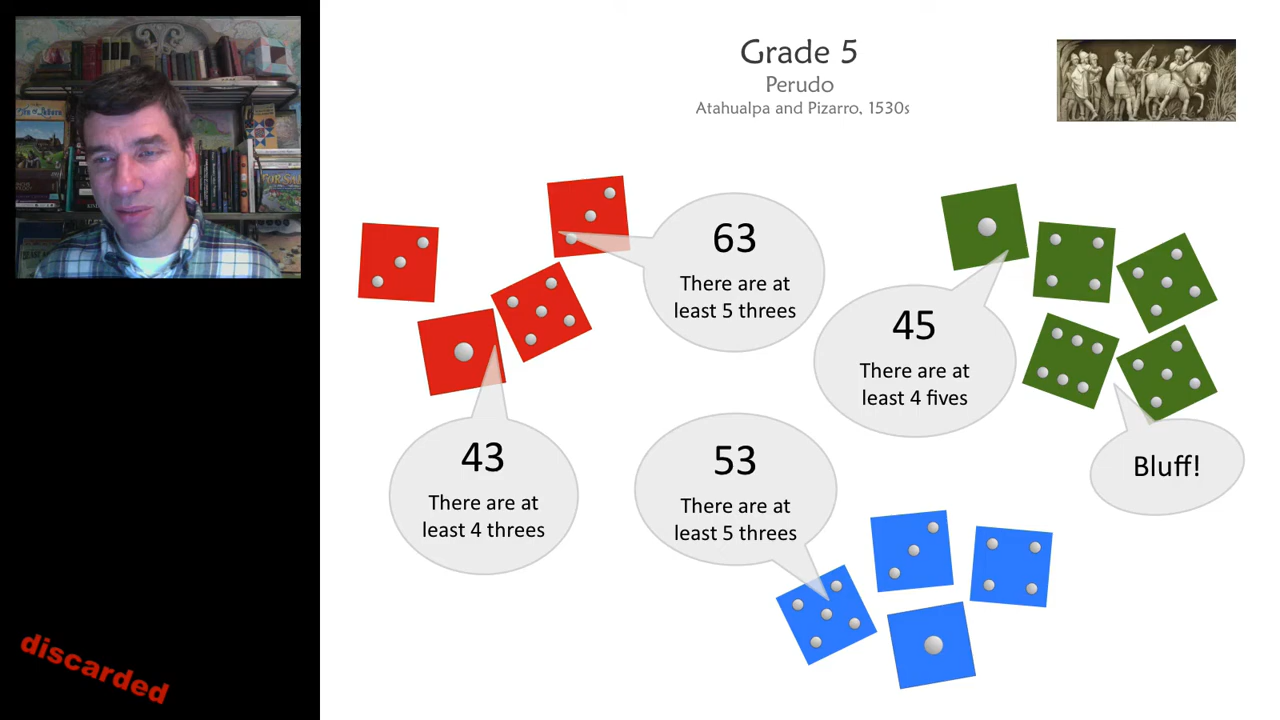 Grade 5
Perudo
Atahualpa and Pizarro, 1530s
63
There are at
least 5 threes
45
There are at
least 4 fives
43
There are at
least 4 threes
53
There are at
least 5 threes
Bluff!
discarded